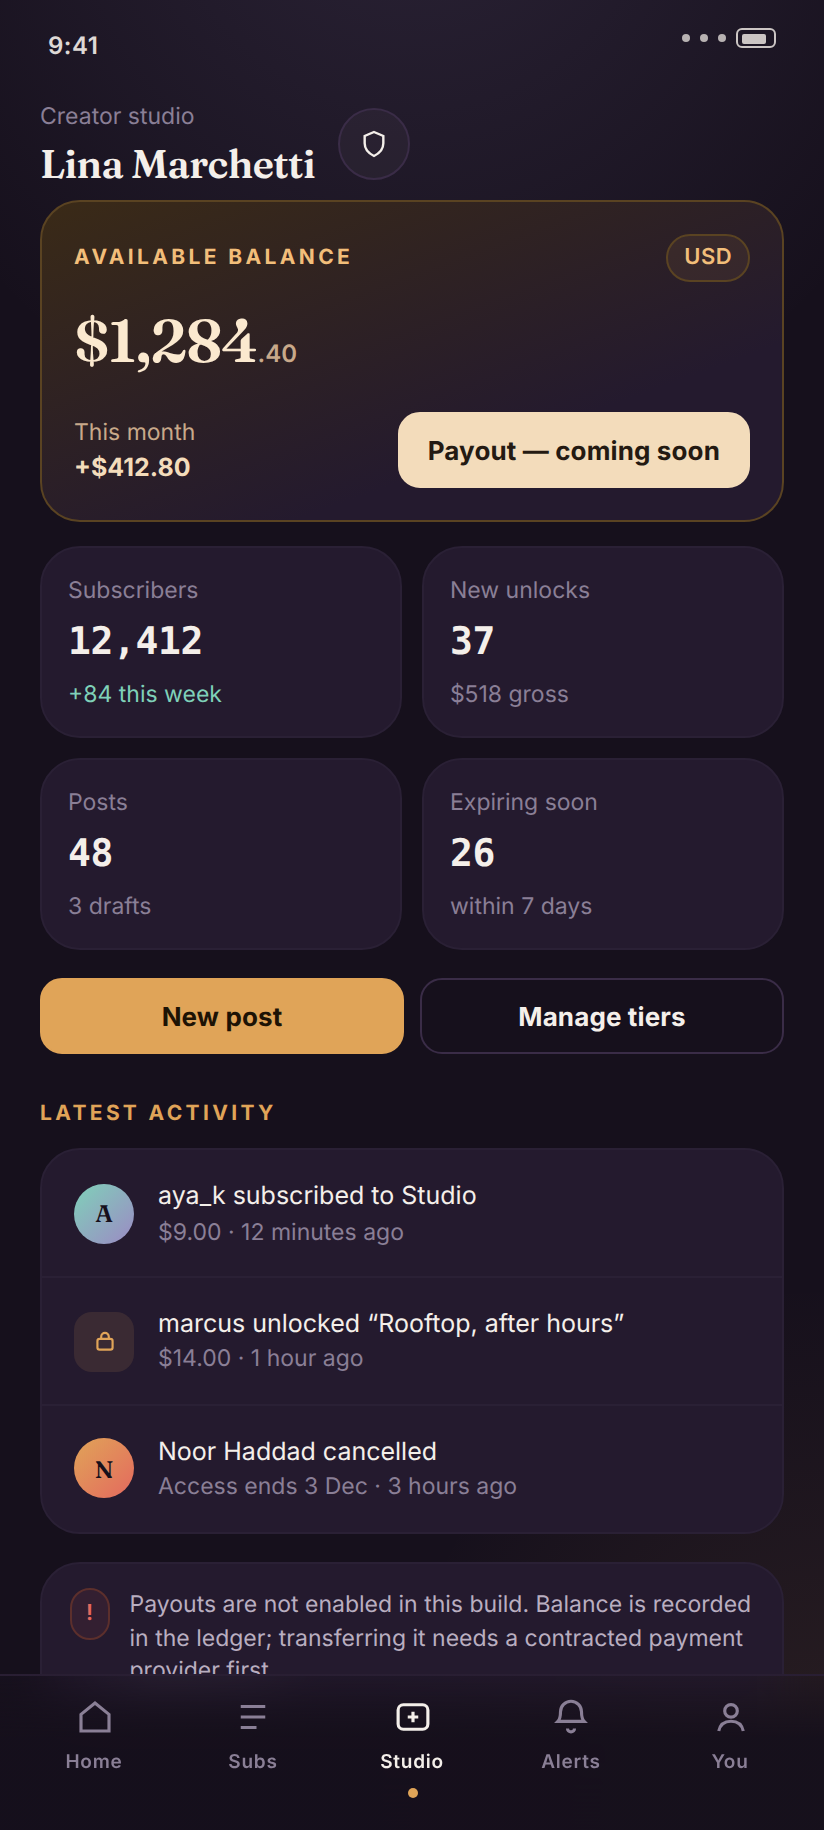 9:41
Creator studio
Lina Marchetti
AVAILABLE BALANCE
USD
$1,284.40
This month
+$412.80
Payout — coming soon
Subscribers
12,412
+84 this week
New unlocks
37
$518 gross
Posts
48
3 drafts
Expiring soon
26
within 7 days
New post
Manage tiers
LATEST ACTIVITY
A
aya_k subscribed to Studio
$9.00 · 12 minutes ago
marcus unlocked “Rooftop, after hours”
$14.00 · 1 hour ago
N
Noor Haddad cancelled
Access ends 3 Dec · 3 hours ago
!
Payouts are not enabled in this build. Balance is recorded
in the ledger; transferring it needs a contracted payment
provider first.
Home
Subs
Studio
Alerts
You